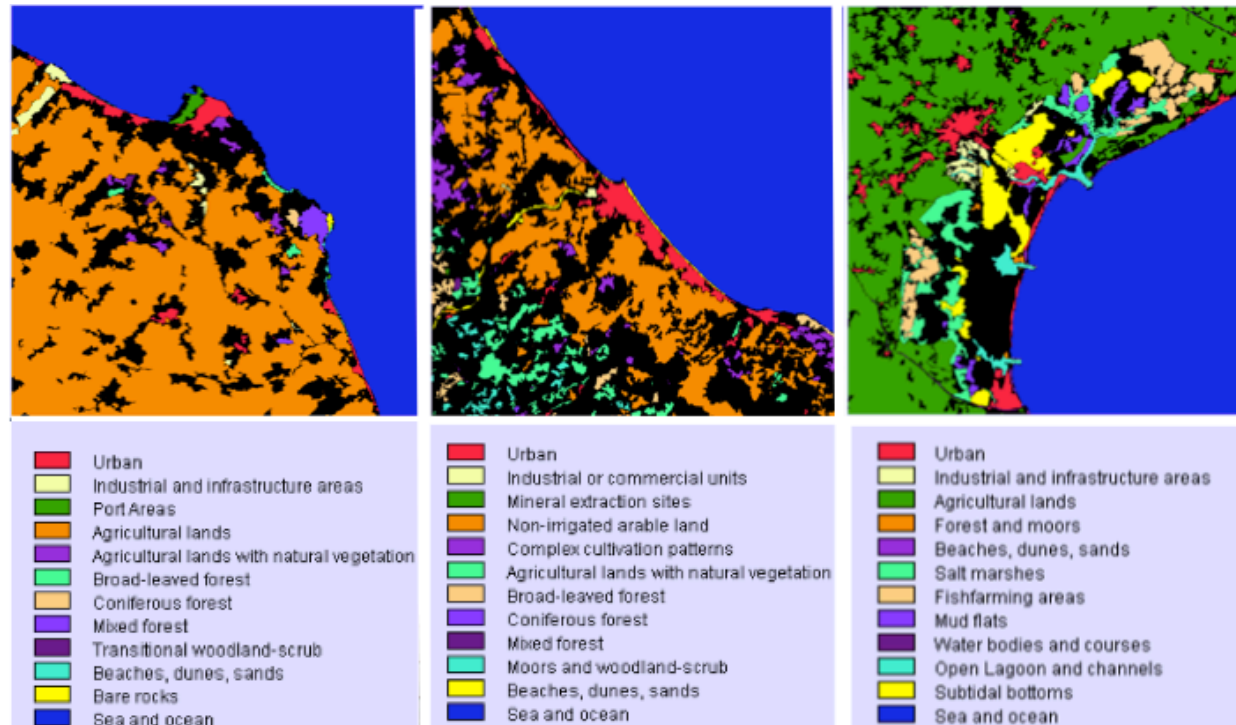 Urban
Industrial and infrastructure areas
Port Areas
Agricultural lands
Agricultural lands with natural vegetation
Broad-leaved forest
Coniferous forest
Mixed forest
Transitional woodland-scrub
Beaches, dunes, sands
Bare rocks
Sea and ocean
Urban
Industrial or commercial units
Mineral extraction sites
Non-irrigated arable land
Complex cultivation patterns
Agricultural lands with natural vegetation
Broad-leaved forest
Coniferous forest
Mixed forest
Moors and woodland-scrub
Beaches, dunes, sands
Sea and ocean
Urban
Industrial and infrastructure areas
Agricultural lands
Forest and moors
Beaches, dunes, sands
Salt marshes
Fishfarming areas
Mud flats
Water bodies and courses
Open Lagoon and channels
Subtidal bottoms
Sea and ocean